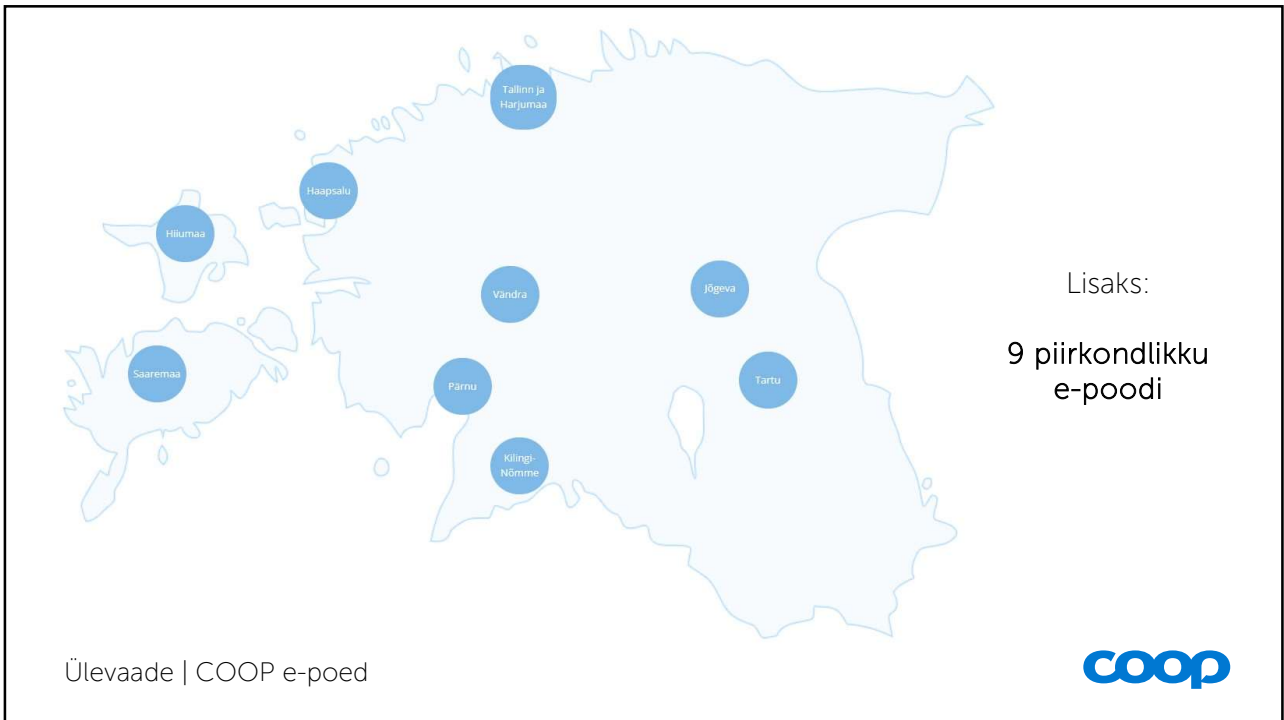 Tallinn ja
Harjumaa
Haapsalu
Hiiumaa
Vändra
Jõgeva
Saaremaa
Pärnu
Tartu
Kilingi-
Nõmme
Lisaks:
9 piirkondlikku
e-poodi
Ülevaade | COOP e-poed
coop